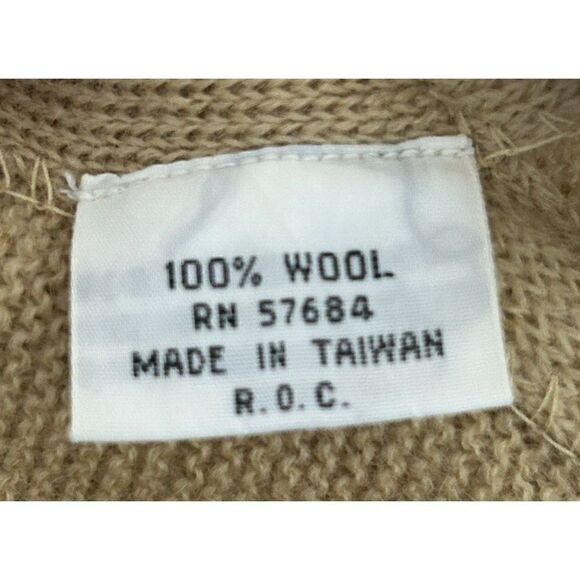 100% WOOL
RN 57684
MADE IN TAIWAN
R.O.C.